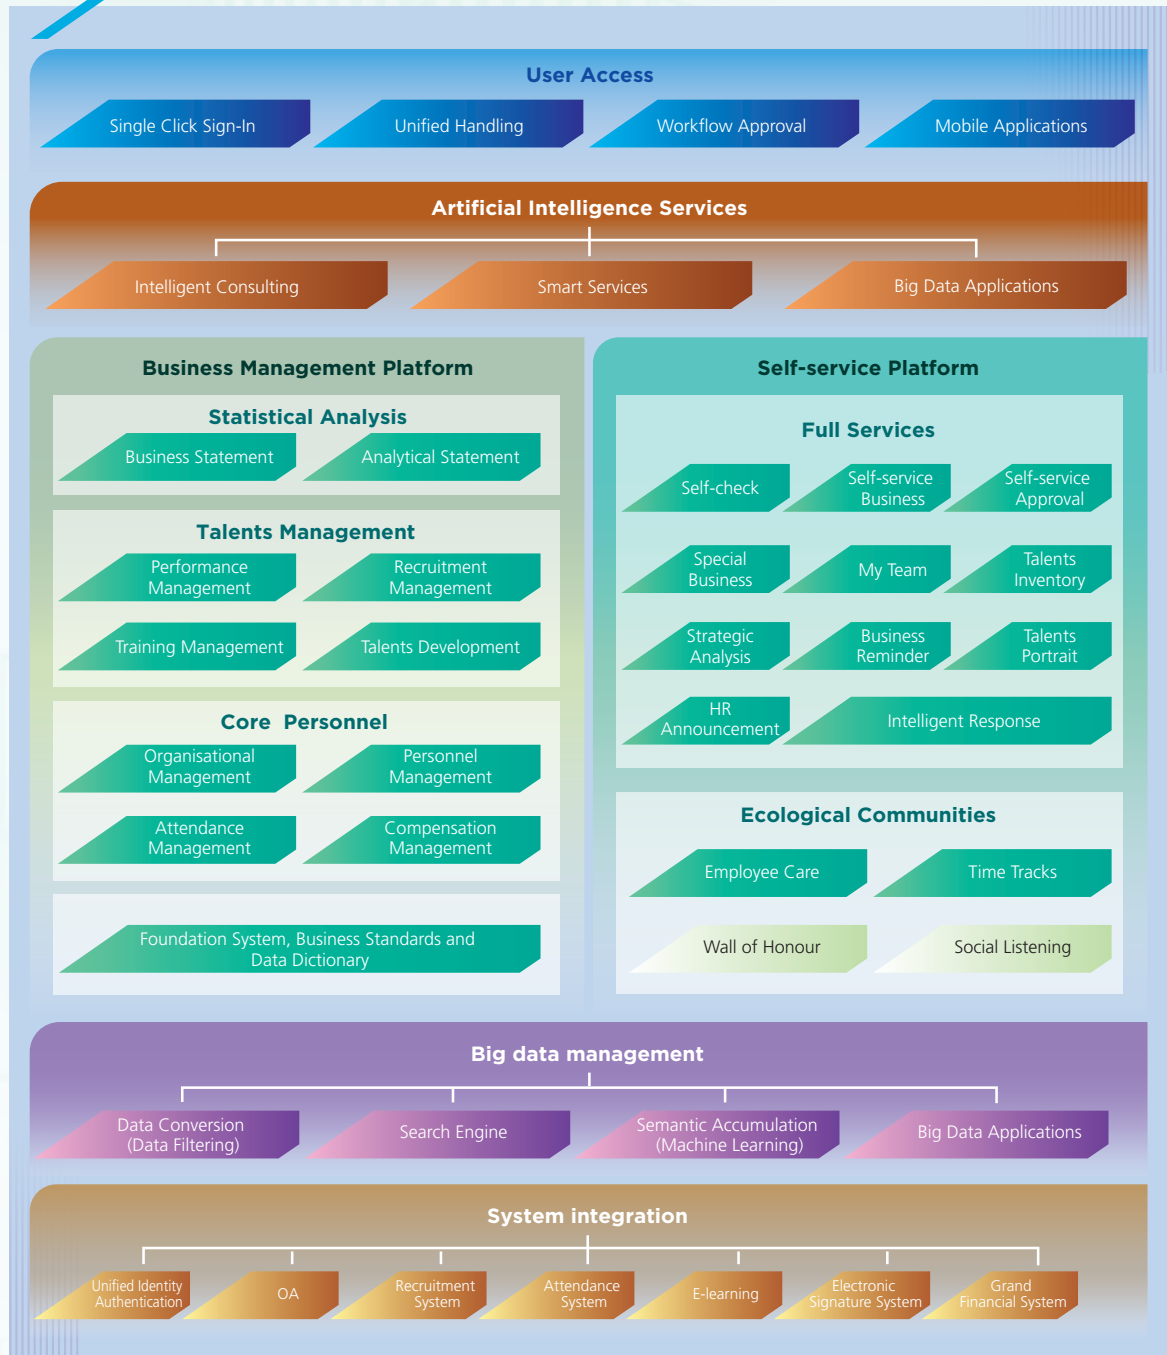 User Access
Single Click Sign-In
Unified Handling
Workflow Approval
Mobile Applications
Artificial Intelligence Services
Intelligent Consulting
Smart Services
Big Data Applications
Business Management Platform
Statistical Analysis
Business Statement
Analytical Statement
Talents Management
Performance
Management
Recruitment
Management
Training Management
Talents Development
Core Personnel
Organisational
Management
Personnel
Management
Attendance
Management
Compensation
Management
Foundation System, Business Standards and
Data Dictionary
Self-service Platform
Full Services
Self-check
Self-service
Business
Self-service
Approval
Special
Business
My Team
Talents
Inventory
Strategic
Analysis
Business
Reminder
Talents
Portrait
HR
Announcement
Intelligent Response
Ecological Communities
Employee Care
Time Tracks
Wall of Honour
Social Listening
Big data management
Data Conversion
(Data Filtering)
Search Engine
Semantic Accumulation
(Machine Learning)
Big Data Applications
System integration
Unified Identity
Authentication
OA
Recruitment
System
Attendance
System
E-learning
Electronic
Signature System
Grand
Financial System